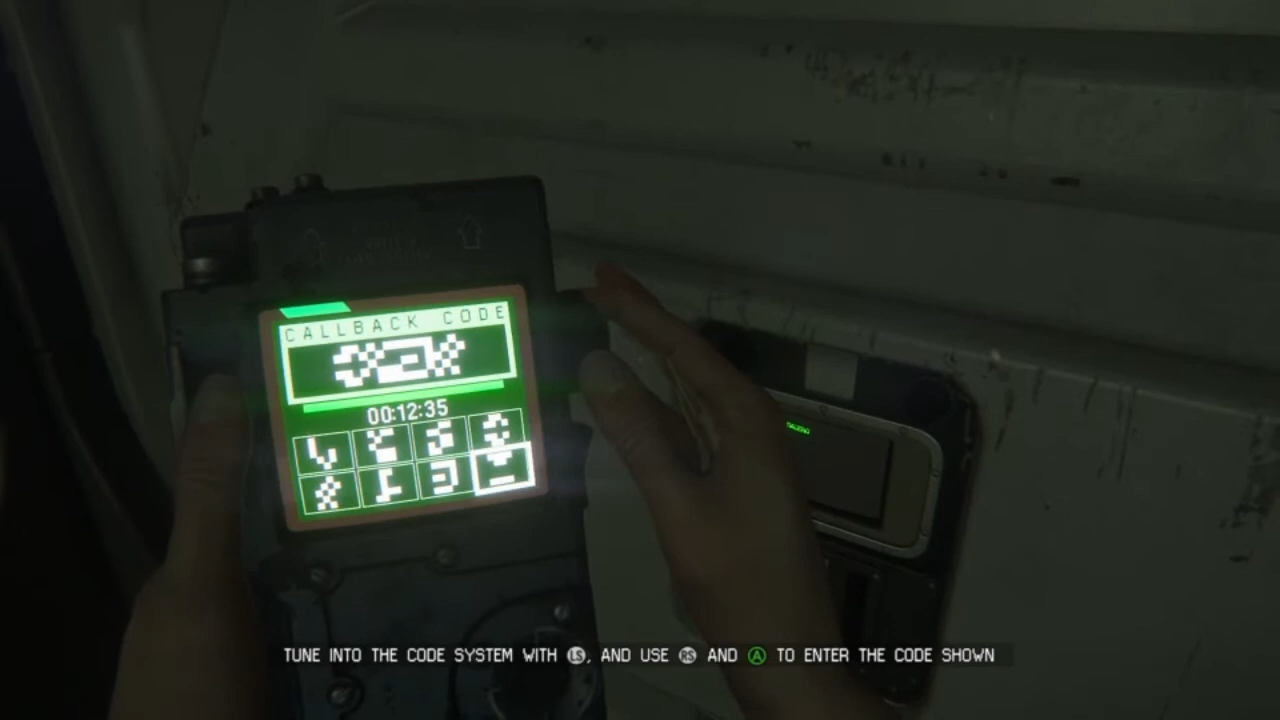 CALLBACK CODE
00:12:35
TUNE INTO THE CODE SYSTEM WITH LS, AND USE RS AND A TO ENTER THE CODE SHOWN